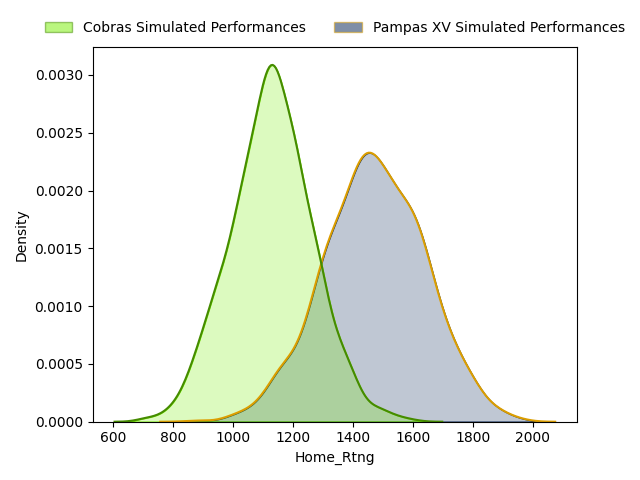 Cobras Simulated Performances Pampas XV Simulated Performances
0.0030
0.0025
0.0020
0.0015
0.0010
0.0005
0.0000
Density
600 800 1000 1200 1400 1600 1800 2000
Home_Rtng